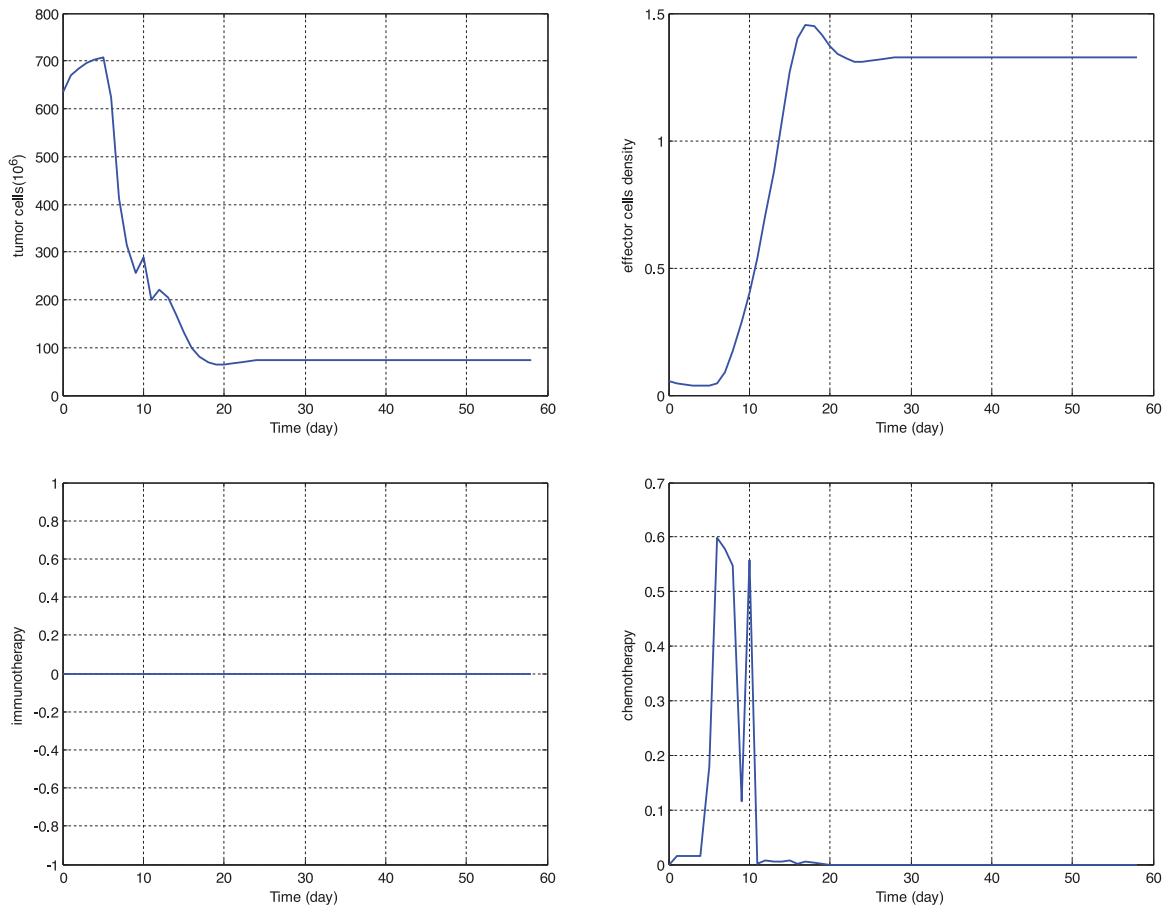 800
700
600
500
400
300
200
100
0
tumor cells(10^6)
0 10 20 30 40 50 60
Time (day)
1.5
1
0.5
0
effector cells density
0 10 20 30 40 50 60
Time (day)
1
0.8
0.6
0.4
0.2
0
-0.2
-0.4
-0.6
-0.8
-1
immunotherapy
0 10 20 30 40 50 60
Time (day)
0.7
0.6
0.5
0.4
0.3
0.2
0.1
0
chemotherapy
0 10 20 30 40 50 60
Time (day)